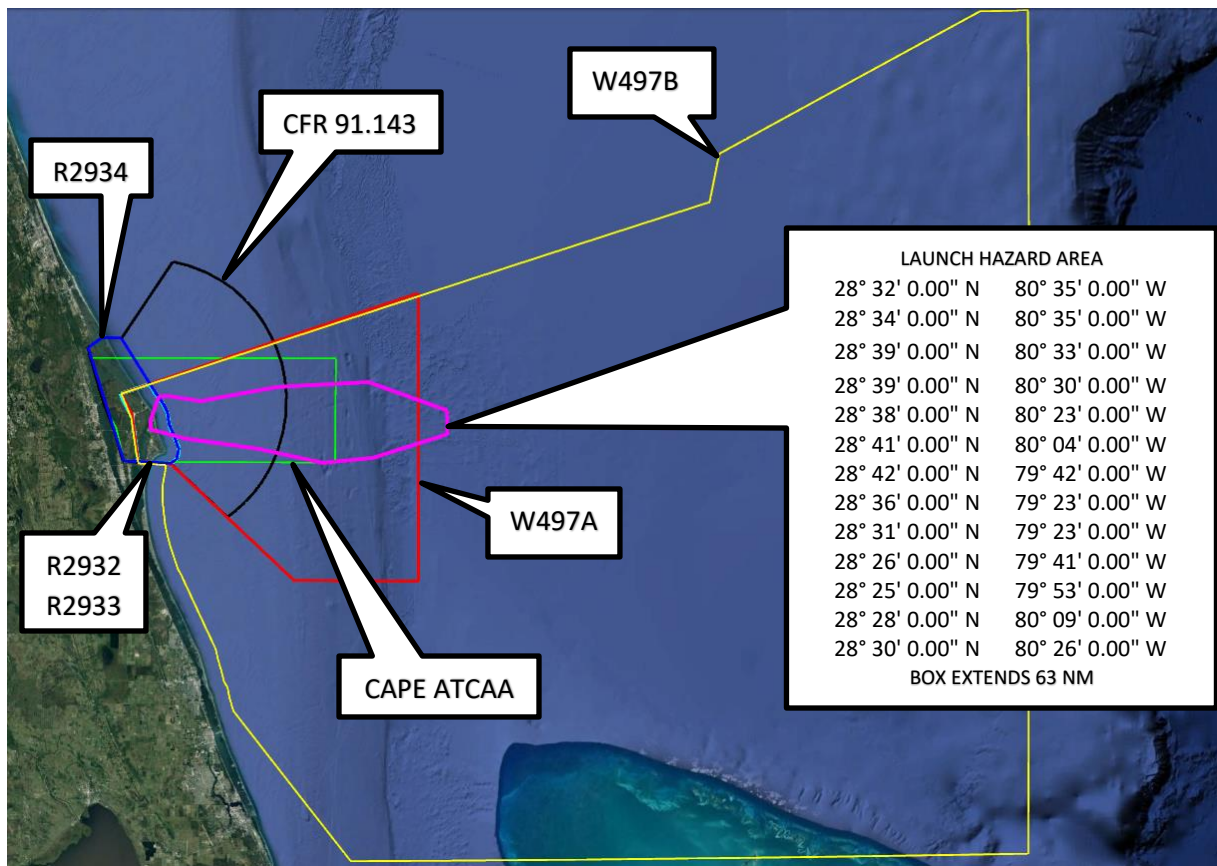 W497B
CFR 91.143
R2934
LAUNCH HAZARD AREA
28° 32' 0.00" N 80° 35' 0.00" W
28° 34' 0.00" N 80° 35' 0.00" W
28° 39' 0.00" N 80° 33' 0.00" W
28° 39' 0.00" N 80° 30' 0.00" W
28° 38' 0.00" N 80° 23' 0.00" W
28° 41' 0.00" N 80° 04' 0.00" W
28° 42' 0.00" N 79° 42' 0.00" W
28° 36' 0.00" N 79° 23' 0.00" W
28° 31' 0.00" N 79° 23' 0.00" W
28° 26' 0.00" N 79° 41' 0.00" W
28° 25' 0.00" N 79° 53' 0.00" W
28° 28' 0.00" N 80° 09' 0.00" W
28° 30' 0.00" N 80° 26' 0.00" W
BOX EXTENDS 63 NM
W497A
R2932
R2933
CAPE ATCAA